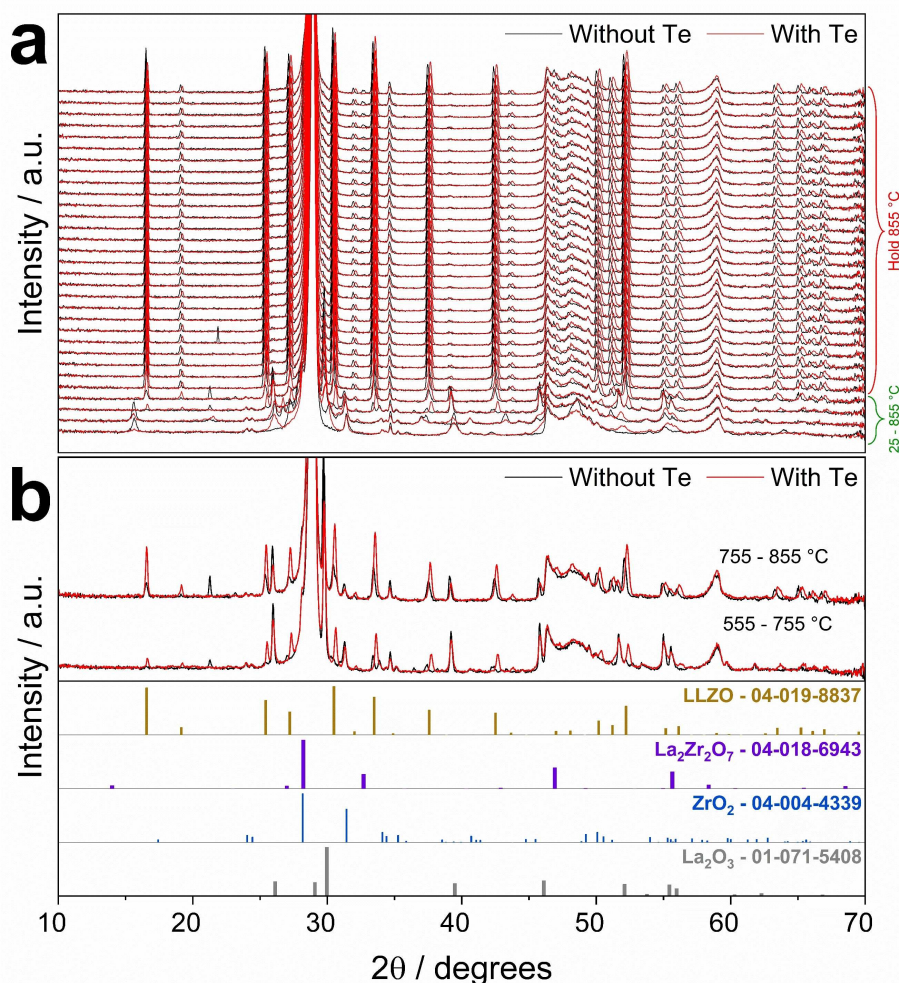 a
Without Te With Te
Intensity / a.u.
Hold 855 °C
25 - 855 °C
b
Without Te With Te
755 - 855 °C
555 - 755 °C
Intensity / a.u.
LLZO - 04-019-8837
La₂Zr₂O₇ - 04-018-6943
ZrO₂ - 04-004-4339
La₂O₃ - 01-071-5408
10 20 30 40 50 60 70
2θ / degrees